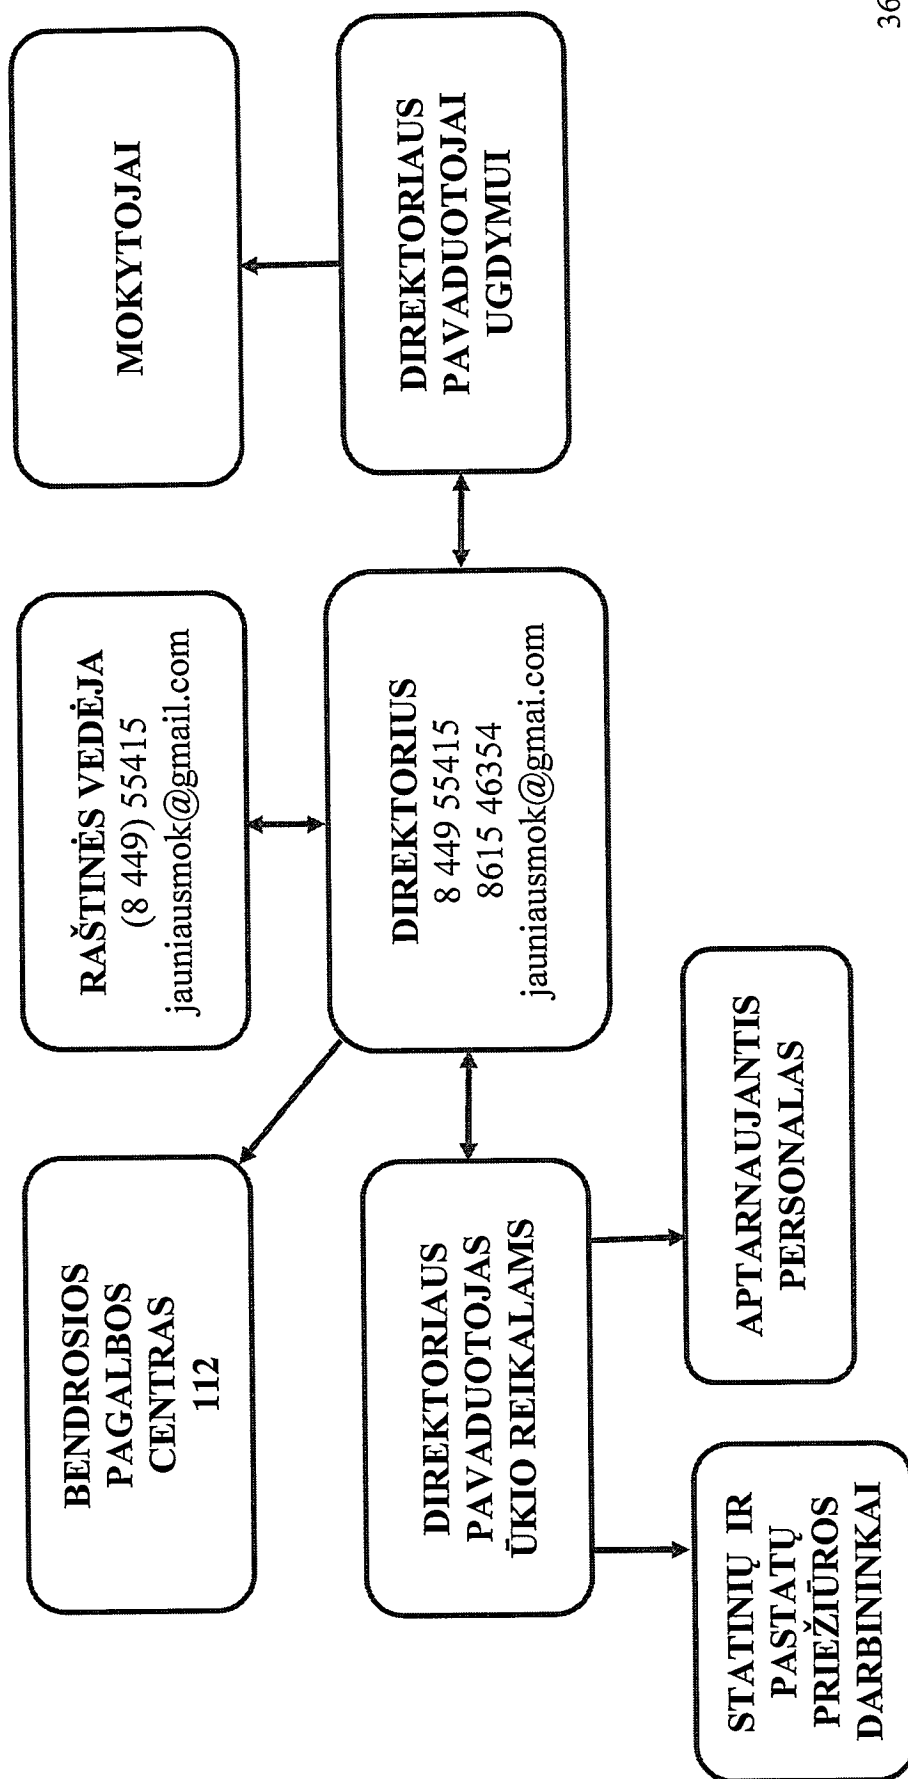 BENDROSIOS
PAGALBOS
CENTRAS
112
RAŠTINĖS VEDĖJA
(8 449) 55415
jauniausmok@gmail.com
MOKYTOJAI
DIREKTORIAUS
PAVADUOTOJAS
ŪKIO REIKALAMS
DIREKTORIUS
8 449 55415
8615 46354
jauniausmok@gmai.com
DIREKTORIAUS
PAVADUOTOJAI
UGDYMUI
STATINIŲ IR
PASTATŲ
PRIEŽIŪROS
DARBININKAI
APTARNAUJANTIS
PERSONALAS
36